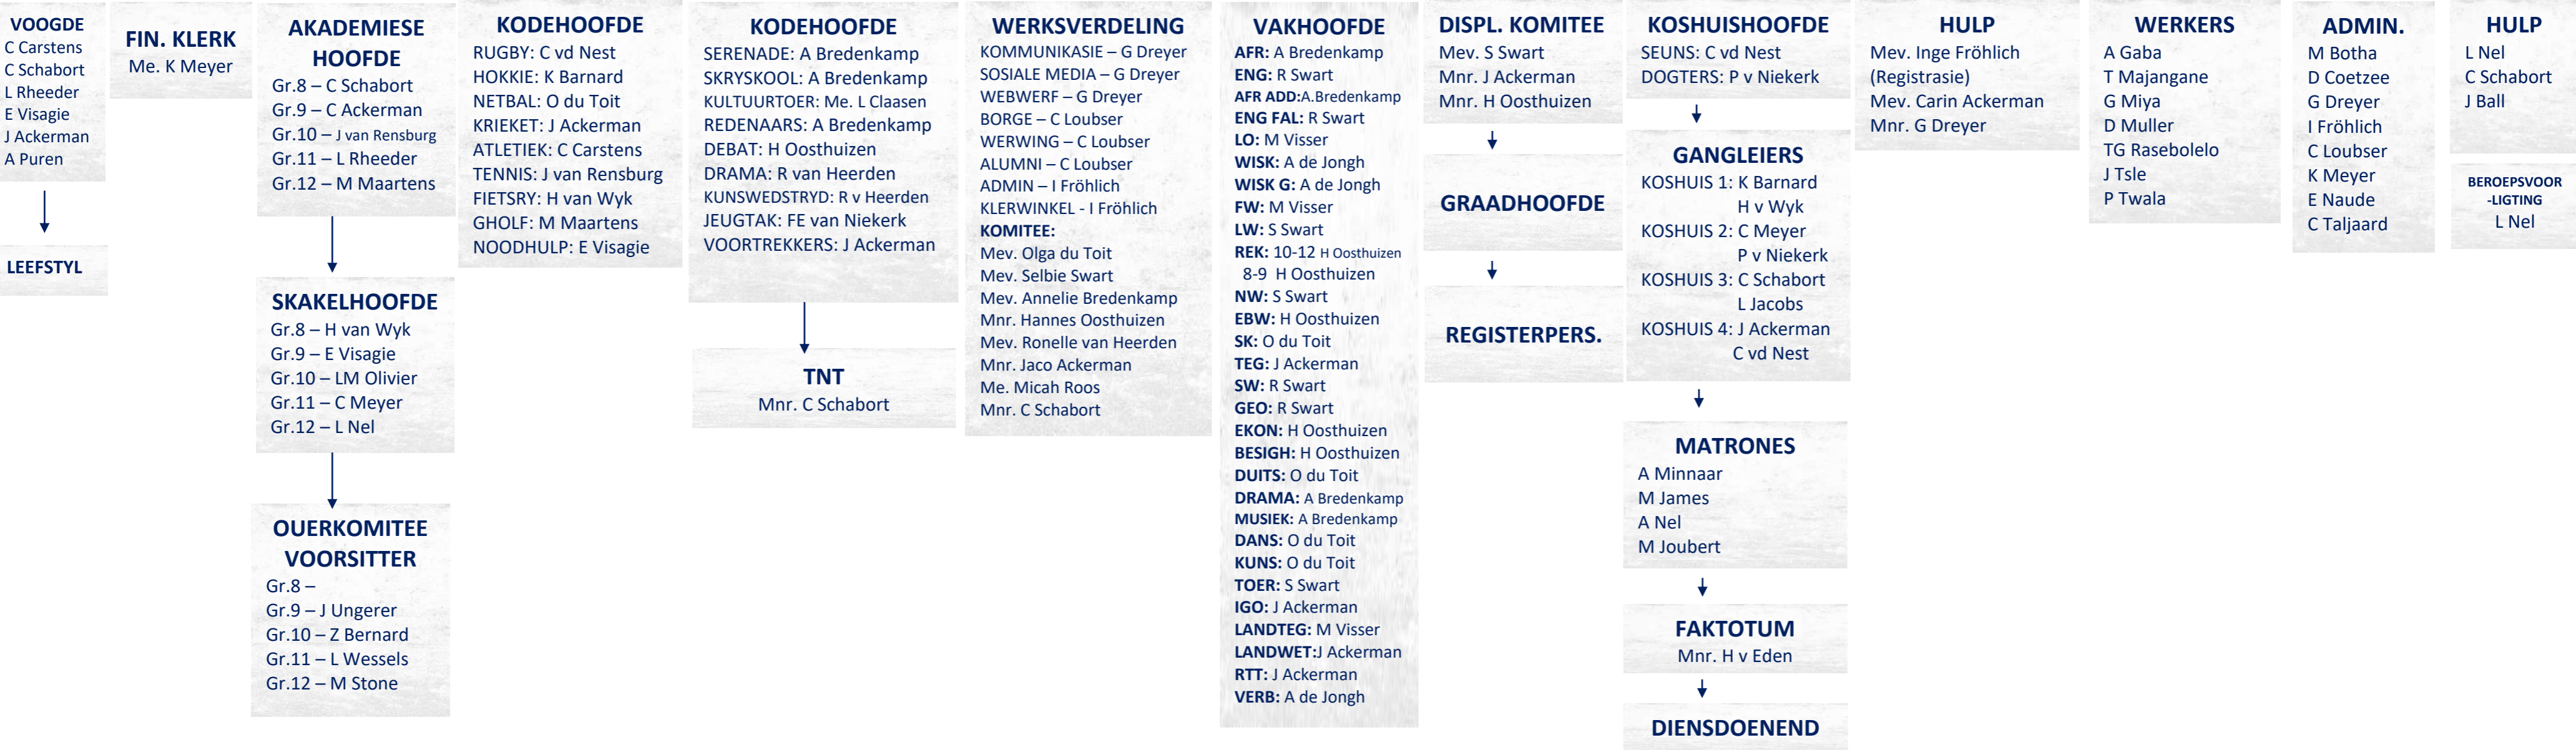 VOOGDE
C Carstens
C Schabort
L Rheeder
E Visagie
J Ackerman
A Puren
LEEFSTYL
FIN. KLERK
Me. K Meyer
AKADEMIESE
HOOFDE
Gr.8 – C Schabort
Gr.9 – C Ackerman
Gr.10 – J van Rensburg
Gr.11 – L Rheeder
Gr.12 – M Maartens
SKAKELHOOFDE
Gr.8 – H van Wyk
Gr.9 – E Visagie
Gr.10 – LM Olivier
Gr.11 – C Meyer
Gr.12 – L Nel
OUERKOMITEE
VOORSITTER
Gr.8 –
Gr.9 – J Ungerer
Gr.10 – Z Bernard
Gr.11 – L Wessels
Gr.12 – M Stone
KODEHOOFDE
RUGBY: C vd Nest
HOKKIE: K Barnard
NETBAL: O du Toit
KRIEKET: J Ackerman
ATLETIEK: C Carstens
TENNIS: J van Rensburg
FIETSRY: H van Wyk
GHOLF: M Maartens
NOODHULP: E Visagie
KODEHOOFDE
SERENADE: A Bredenkamp
SKRYSKOOL: A Bredenkamp
KULTUURTOER: Me. L Claasen
REDENAARS: A Bredenkamp
DEBAT: H Oosthuizen
DRAMA: R van Heerden
KUNSWEDSTRYD: R v Heerden
JEUGTAK: FE van Niekerk
VOORTREKKERS: J Ackerman
TNT
Mnr. C Schabort
WERKSVERDELING
KOMMUNIKASIE – G Dreyer
SOSIALE MEDIA – G Dreyer
WEBWERF – G Dreyer
BORGE – C Loubser
WERWING – C Loubser
ALUMNI – C Loubser
ADMIN – I Fröhlich
KLERWINKEL - I Fröhlich
KOMITEE:
Mev. Olga du Toit
Mev. Selbie Swart
Mev. Annelie Bredenkamp
Mnr. Hannes Oosthuizen
Mev. Ronelle van Heerden
Mnr. Jaco Ackerman
Me. Micah Roos
Mnr. C Schabort
VAKHOOFDE
AFR: A Bredenkamp
ENG: R Swart
AFR ADD:A.Bredenkamp
ENG FAL: R Swart
LO: M Visser
WISK: A de Jongh
WISK G: A de Jongh
FW: M Visser
LW: S Swart
REK: 10-12 H Oosthuizen
8-9 H Oosthuizen
NW: S Swart
EBW: H Oosthuizen
SK: O du Toit
TEG: J Ackerman
SW: R Swart
GEO: R Swart
EKON: H Oosthuizen
BESIGH: H Oosthuizen
DUITS: O du Toit
DRAMA: A Bredenkamp
MUSIEK: A Bredenkamp
DANS: O du Toit
KUNS: O du Toit
TOER: S Swart
IGO: J Ackerman
LANDTEG: M Visser
LANDWET:J Ackerman
RTT: J Ackerman
VERB: A de Jongh
DISPL. KOMITEE
Mev. S Swart
Mnr. J Ackerman
Mnr. H Oosthuizen
GRAADHOOFDE
REGISTERPERS.
KOSHUISHOOFDE
SEUNS: C vd Nest
DOGTERS: P v Niekerk
GANGLEIERS
KOSHUIS 1: K Barnard
H v Wyk
KOSHUIS 2: C Meyer
P v Niekerk
KOSHUIS 3: C Schabort
L Jacobs
KOSHUIS 4: J Ackerman
C vd Nest
MATRONES
A Minnaar
M James
A Nel
M Joubert
FAKTOTUM
Mnr. H v Eden
DIENSDOENEND
HULP
Mev. Inge Fröhlich
(Registrasie)
Mev. Carin Ackerman
Mnr. G Dreyer
WERKERS
A Gaba
T Majangane
G Miya
D Muller
TG Rasebolelo
J Tsle
P Twala
ADMIN.
M Botha
D Coetzee
G Dreyer
I Fröhlich
C Loubser
K Meyer
E Naude
C Taljaard
HULP
L Nel
C Schabort
J Ball
BEROEPSVOOR
-LIGTING
L Nel